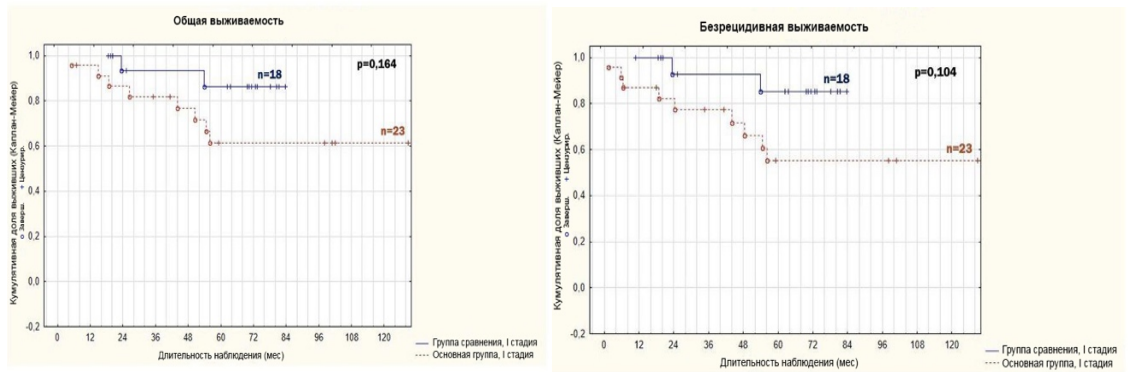 Общая выживаемость
p=0,164
n=18
n=23
1,0
0,8
0,6
0,4
0,2
0,0
-0,2
Кумулятивная доля выживших (Каплан-Мейер)
о Заверш. + Цензурир.
0 12 24 36 48 60 72 84 96 108 120
Длительность наблюдения (мес)
Группа сравнения, I стадия
Основная группа, I стадия
Безрецидивная выживаемость
p=0,104
n=18
n=23
1,0
0,8
0,6
0,4
0,2
0,0
-0,2
Кумулятивная доля выживших (Каплан-Мейер)
о Заверш. + Цензурир.
0 12 24 36 48 60 72 84 96 108 120
Длительность наблюдения (мес)
Группа сравнения, I стадия
Основная группа, I стадия